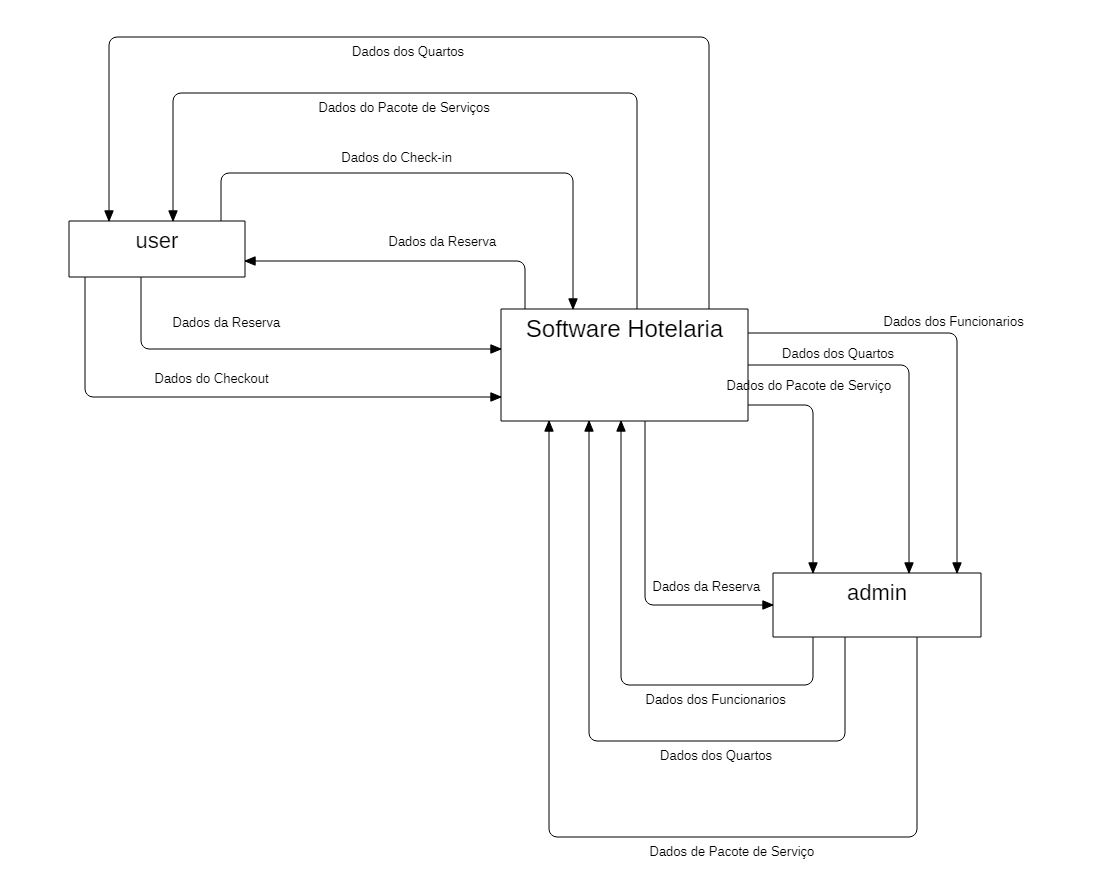 Dados dos Quartos
Dados do Pacote de Serviços
Dados do Check-in
user
Dados da Reserva
Dados da Reserva
Software Hotelaria
Dados dos Funcionarios
Dados dos Quartos
Dados do Checkout
Dados do Pacote de Serviço
Dados da Reserva
admin
Dados dos Funcionarios
Dados dos Quartos
Dados de Pacote de Serviço